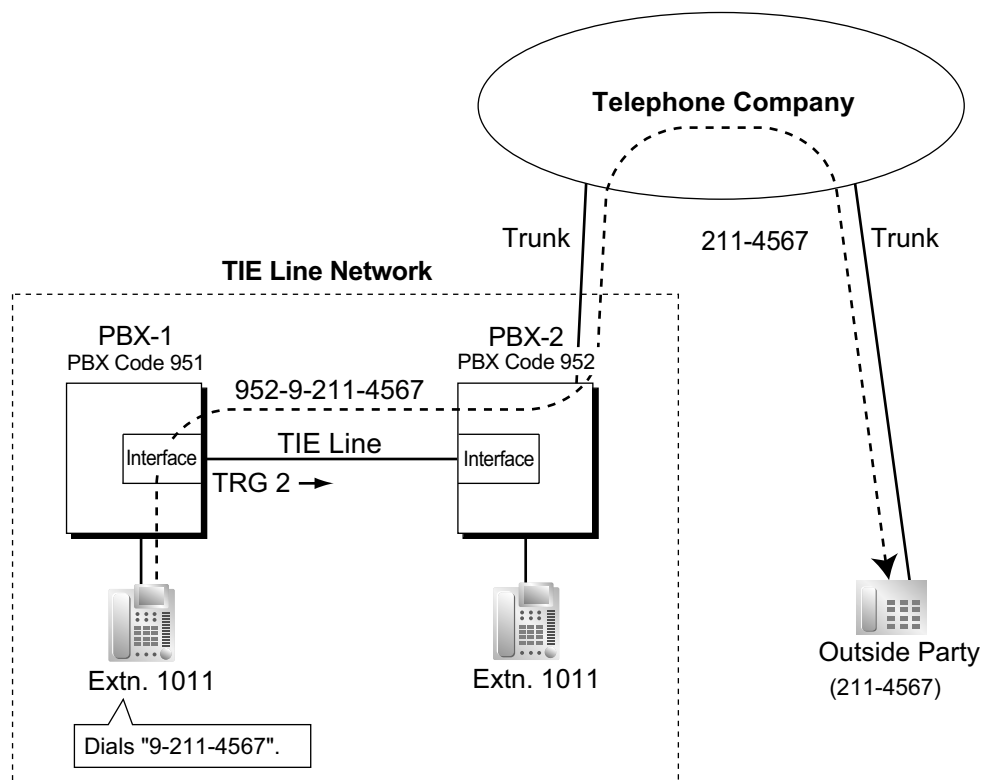 Telephone Company
Trunk
211-4567
Trunk
TIE Line Network
PBX-1
PBX Code 951
PBX-2
PBX Code 952
952-9-211-4567
Interface
TIE Line
Interface
TRG 2
Extn. 1011
Extn. 1011
Outside Party
(211-4567)
Dials "9-211-4567".